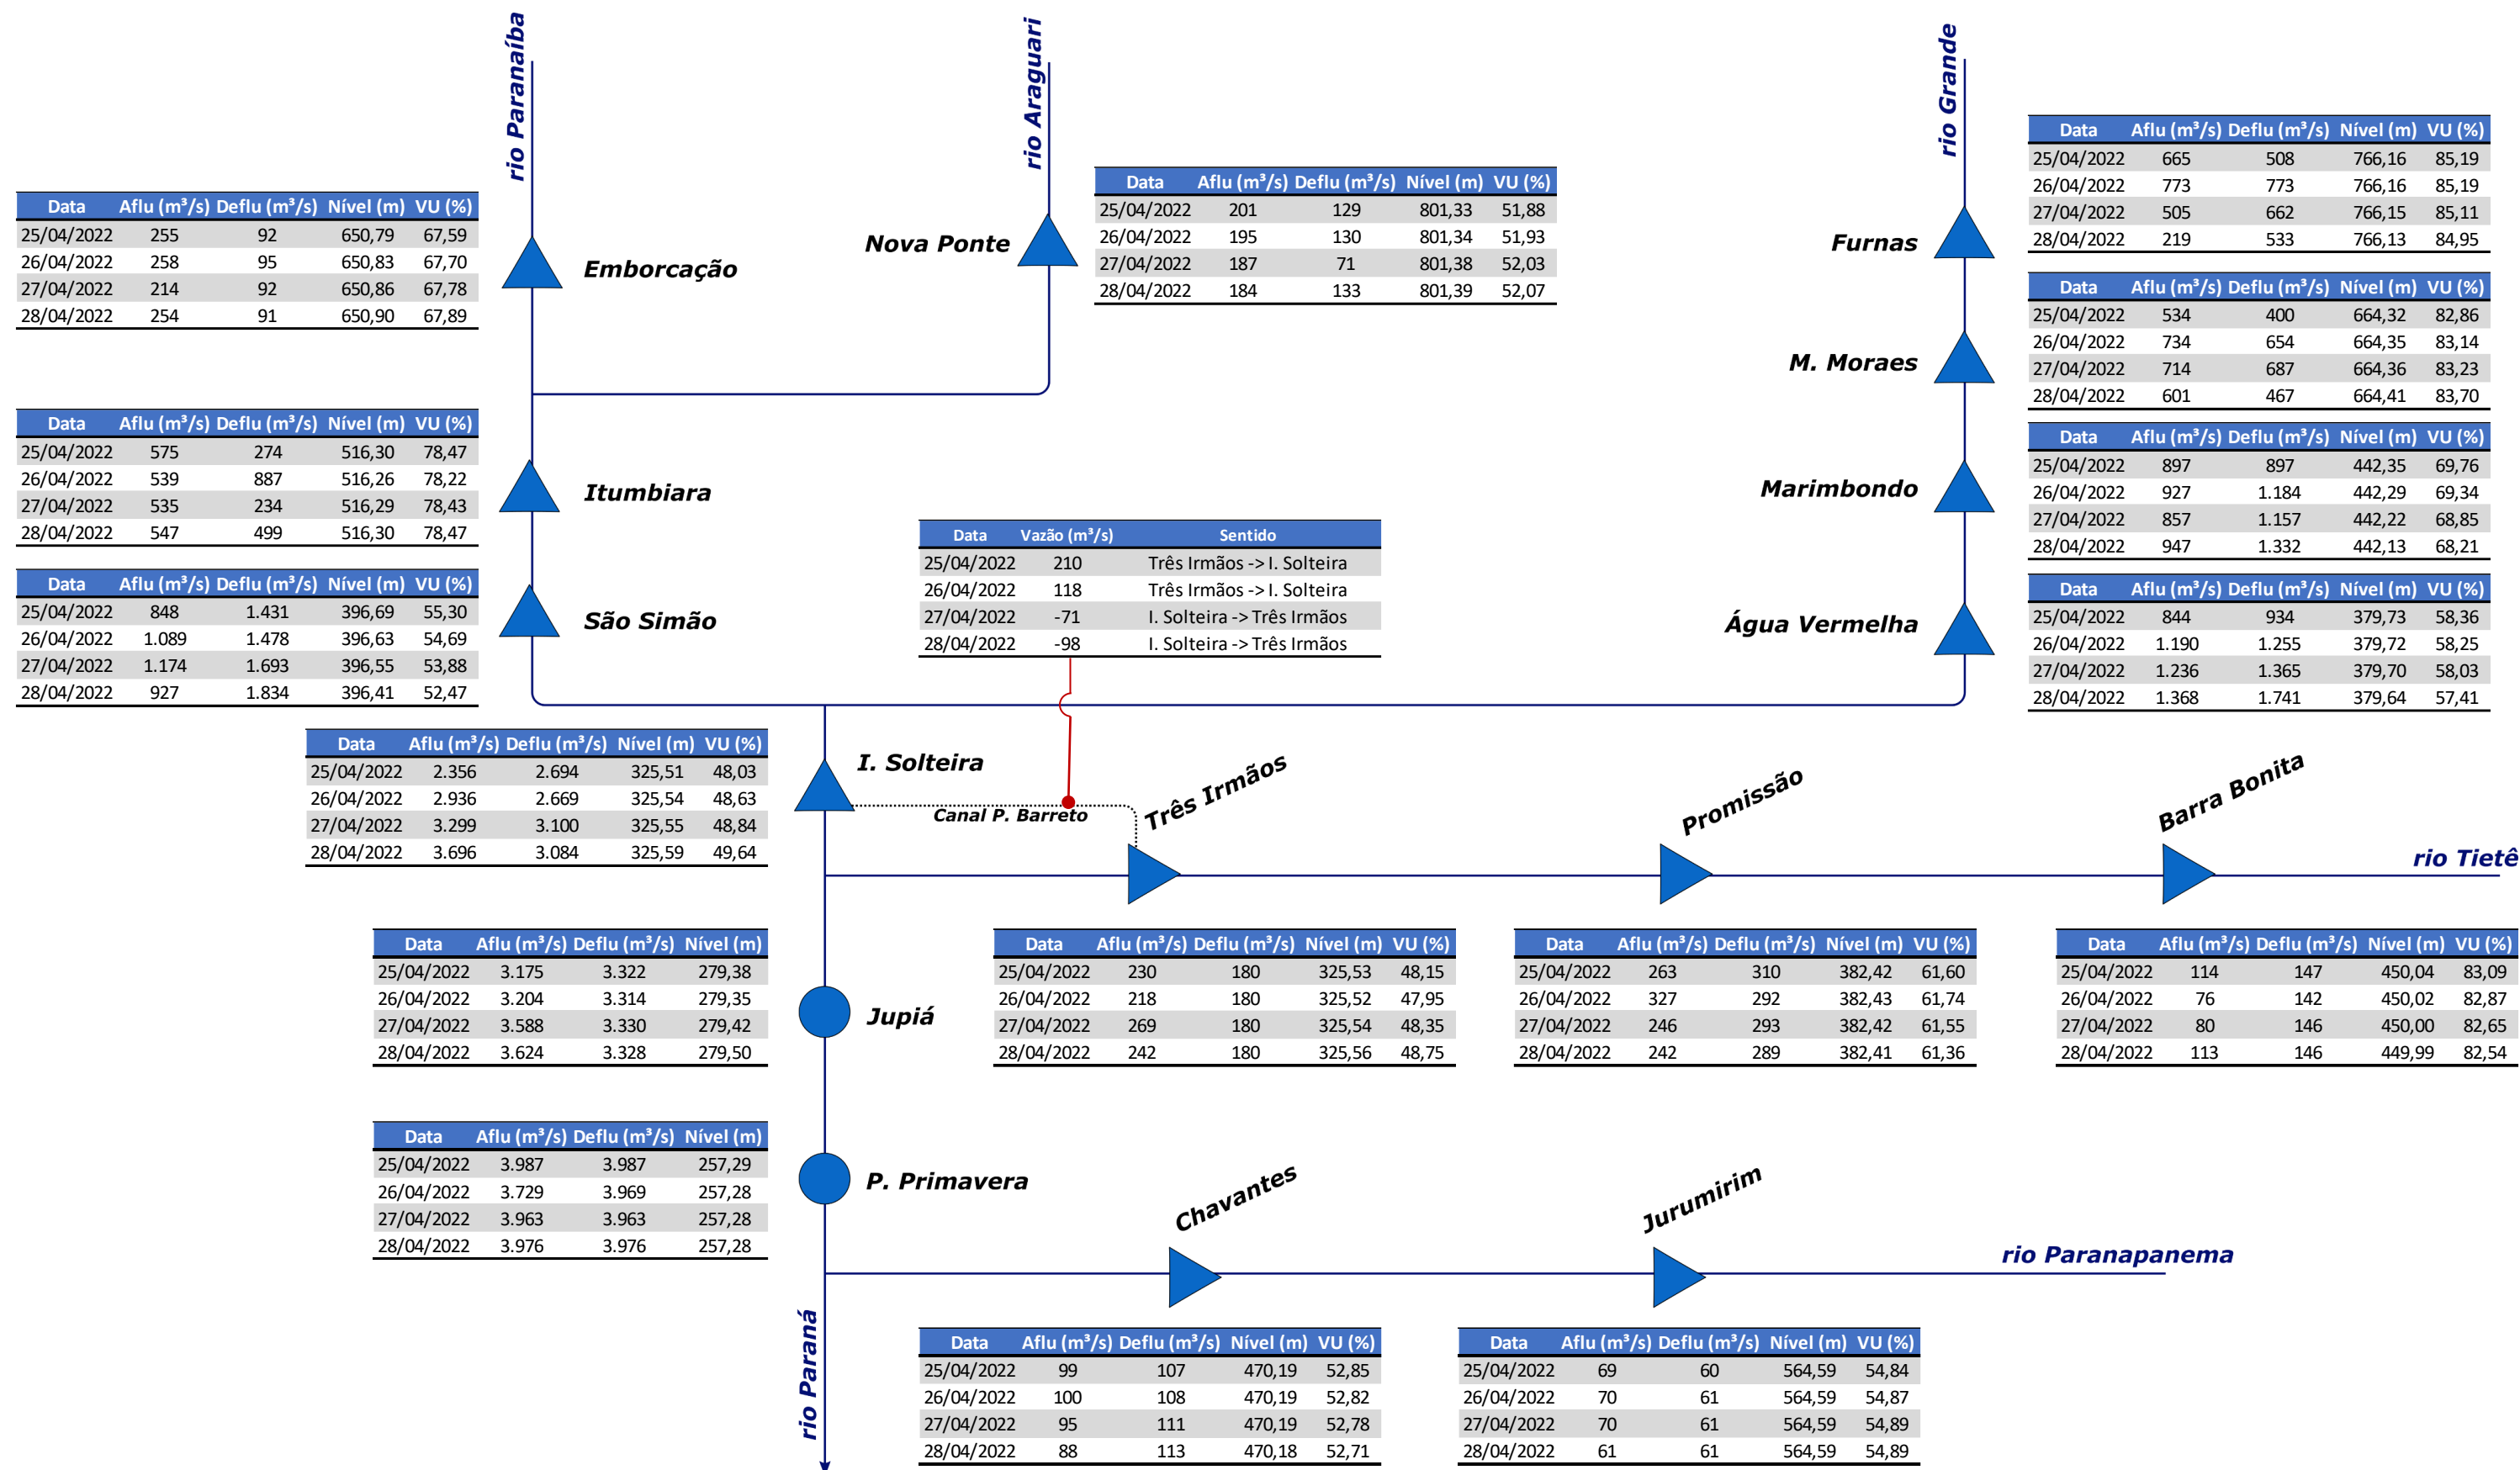 rio Paranaíba
rio Araguari
rio Grande
Data Aflu (m³/s) Deflu (m³/s) Nível (m) VU (%)
25/04/2022 665 508 766,16 85,19
26/04/2022 773 773 766,16 85,19
27/04/2022 505 662 766,15 85,11
28/04/2022 219 533 766,13 84,95
Furnas
Data Aflu (m³/s) Deflu (m³/s) Nível (m) VU (%)
25/04/2022 201 129 801,33 51,88
26/04/2022 195 130 801,34 51,93
27/04/2022 187 71 801,38 52,03
28/04/2022 184 133 801,39 52,07
Nova Ponte
Data Aflu (m³/s) Deflu (m³/s) Nível (m) VU (%)
25/04/2022 255 92 650,79 67,59
26/04/2022 258 95 650,83 67,70
27/04/2022 214 92 650,86 67,78
28/04/2022 254 91 650,90 67,89
Emborcação
Data Aflu (m³/s) Deflu (m³/s) Nível (m) VU (%)
25/04/2022 534 400 664,32 82,86
26/04/2022 734 654 664,35 83,14
27/04/2022 714 687 664,36 83,23
28/04/2022 601 467 664,41 83,70
M. Moraes
Data Aflu (m³/s) Deflu (m³/s) Nível (m) VU (%)
25/04/2022 575 274 516,30 78,47
26/04/2022 539 887 516,26 78,22
27/04/2022 535 234 516,29 78,43
28/04/2022 547 499 516,30 78,47
Itumbiara
Data Aflu (m³/s) Deflu (m³/s) Nível (m) VU (%)
25/04/2022 897 897 442,35 69,76
26/04/2022 927 1.184 442,29 69,34
27/04/2022 857 1.157 442,22 68,85
28/04/2022 947 1.332 442,13 68,21
Marimbondo
Data Vazão (m³/s) Sentido
25/04/2022 210 Três Irmãos -> I. Solteira
26/04/2022 118 Três Irmãos -> I. Solteira
27/04/2022 -71 I. Solteira -> Três Irmãos
28/04/2022 -98 I. Solteira -> Três Irmãos
Data Aflu (m³/s) Deflu (m³/s) Nível (m) VU (%)
25/04/2022 848 1.431 396,69 55,30
26/04/2022 1.089 1.478 396,63 54,69
27/04/2022 1.174 1.693 396,55 53,88
28/04/2022 927 1.834 396,41 52,47
São Simão
Data Aflu (m³/s) Deflu (m³/s) Nível (m) VU (%)
25/04/2022 844 934 379,73 58,36
26/04/2022 1.190 1.255 379,72 58,25
27/04/2022 1.236 1.365 379,70 58,03
28/04/2022 1.368 1.741 379,64 57,41
Água Vermelha
Data Aflu (m³/s) Deflu (m³/s) Nível (m) VU (%)
25/04/2022 2.356 2.694 325,51 48,03
26/04/2022 2.936 2.669 325,54 48,63
27/04/2022 3.299 3.100 325,55 48,84
28/04/2022 3.696 3.084 325,59 49,64
I. Solteira
Canal P. Barreto
Três Irmãos
Promissão
Barra Bonita
rio Tietê
Data Aflu (m³/s) Deflu (m³/s) Nível (m)
25/04/2022 3.175 3.322 279,38
26/04/2022 3.204 3.314 279,35
27/04/2022 3.588 3.330 279,42
28/04/2022 3.624 3.328 279,50
Jupiá
Data Aflu (m³/s) Deflu (m³/s) Nível (m) VU (%)
25/04/2022 230 180 325,53 48,15
26/04/2022 218 180 325,52 47,95
27/04/2022 269 180 325,54 48,35
28/04/2022 242 180 325,56 48,75
Data Aflu (m³/s) Deflu (m³/s) Nível (m) VU (%)
25/04/2022 263 310 382,42 61,60
26/04/2022 327 292 382,43 61,74
27/04/2022 246 293 382,42 61,55
28/04/2022 242 289 382,41 61,36
Data Aflu (m³/s) Deflu (m³/s) Nível (m) VU (%)
25/04/2022 114 147 450,04 83,09
26/04/2022 76 142 450,02 82,87
27/04/2022 80 146 450,00 82,65
28/04/2022 113 146 449,99 82,54
Data Aflu (m³/s) Deflu (m³/s) Nível (m)
25/04/2022 3.987 3.987 257,29
26/04/2022 3.729 3.969 257,28
27/04/2022 3.963 3.963 257,28
28/04/2022 3.976 3.976 257,28
P. Primavera
Chavantes
Jurumirim
rio Paranapanema
rio Paraná
Data Aflu (m³/s) Deflu (m³/s) Nível (m) VU (%)
25/04/2022 99 107 470,19 52,85
26/04/2022 100 108 470,19 52,82
27/04/2022 95 111 470,19 52,78
28/04/2022 88 113 470,18 52,71
Data Aflu (m³/s) Deflu (m³/s) Nível (m) VU (%)
25/04/2022 69 60 564,59 54,84
26/04/2022 70 61 564,59 54,87
27/04/2022 70 61 564,59 54,89
28/04/2022 61 61 564,59 54,89